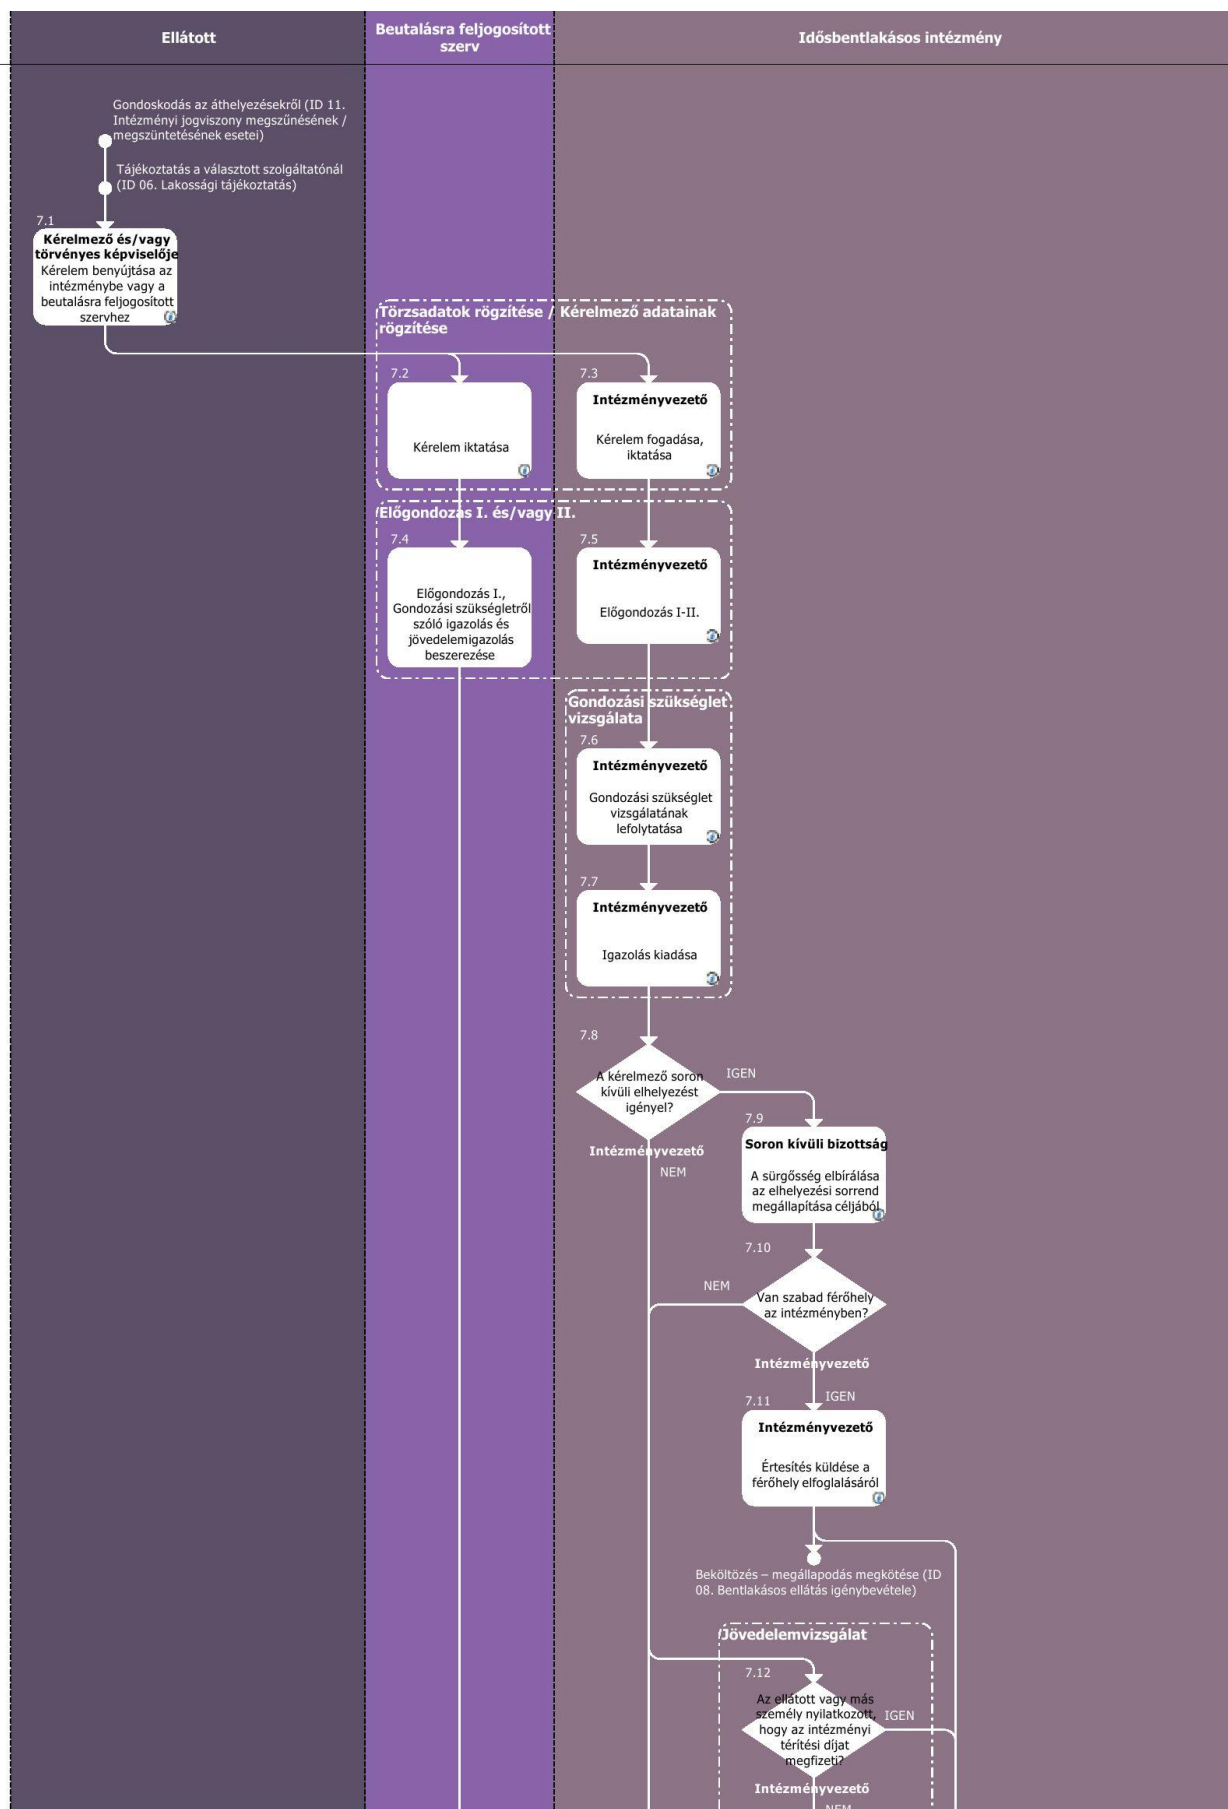 Ellátott
Beutalásra feljogosított
szerv
Idősbentlakásos intézmény
Gondoskodás az áthelyezésekről (ID 11.
Intézményi jogviszony megszűnésének /
megszüntetésének esetei)
Tájékoztatás a választott szolgáltatónál
(ID 06. Lakossági tájékoztatás)
7.1
Kérelmező és/vagy
törvényes képviselője
Kérelem benyújtása az
intézménybe vagy a
beutalásra feljogosított
szervhez
Törzsadatok rögzítése / Kérelmező adatainak
rögzítése
7.2
Kérelem iktatása
7.3
Intézményvezető
Kérelem fogadása,
iktatása
Előgondozás I. és/vagy II.
7.4
Előgondozás I.,
Gondozási szükségletről
szóló igazolás és
jövedelemigazolás
beszerezése
7.5
Intézményvezető
Előgondozás I-II.
Gondozási szükséglet
vizsgálata
7.6
Intézményvezető
Gondozási szükséglet
vizsgálatának
lefolytatása
7.7
Intézményvezető
Igazolás kiadása
7.8
A kérelmező soron
kívüli elhelyezést
igényel?
IGEN
Intézményvezető
NEM
7.9
Soron kívüli bizottság
A sürgősség elbírálása
az elhelyezési sorrend
megállapítása céljából
7.10
NEM
Van szabad férőhely
az intézményben?
Intézményvezető
IGEN
7.11
Intézményvezető
Értesítés küldése a
férőhely elfoglalásáról
Beköltözés – megállapodás megkötése (ID
08. Bentlakásos ellátás igénybevétele)
Jövedelemvizsgálat
7.12
Az ellátott vagy más
személy nyilatkozott,
hogy az intézményi
térítési díjat
megfizeti?
IGEN
Intézményvezető
NEM